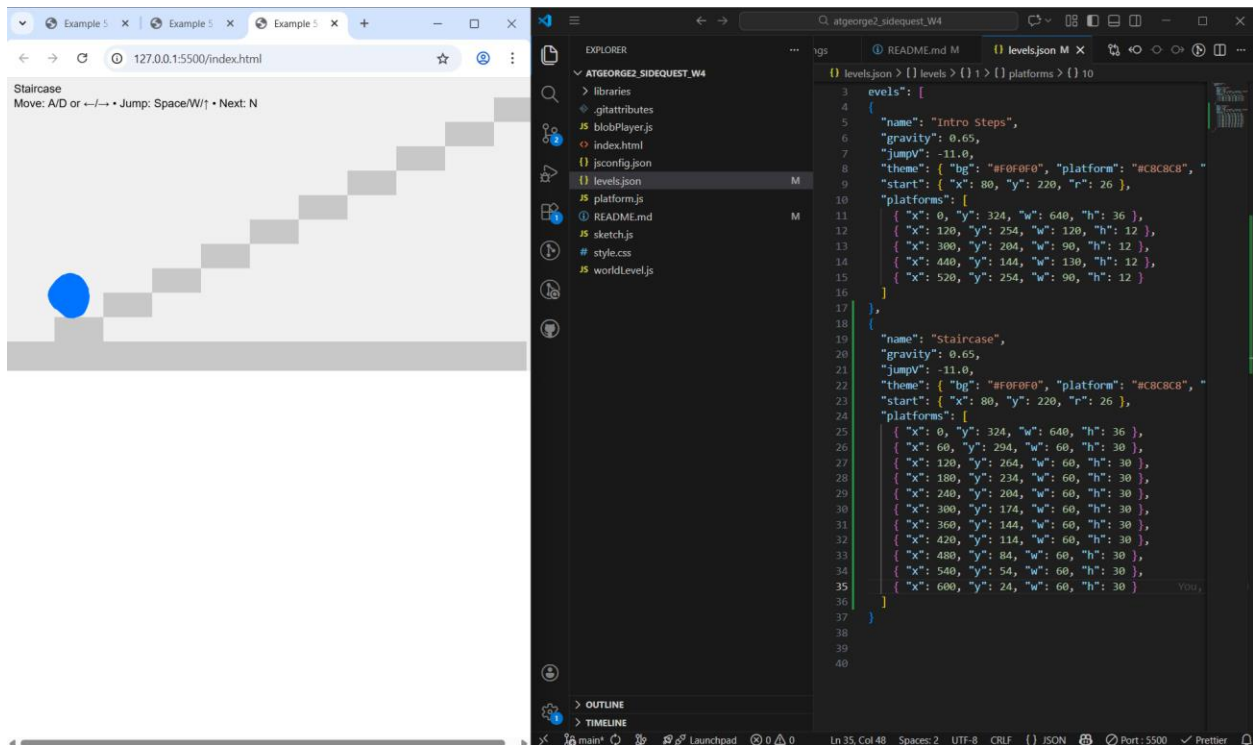 Example 5
Example 5
Example 5
127.0.0.1:5500/index.html
Staircase
Move: A/D or ←/→ • Jump: Space/W/↑ • Next: N
atgeorge2_sidequest_W4
EXPLORER
ngs
README.md M
{} levels.json M
ATGEORGE2_SIDEQUEST_W4
{} levels.json > [ ] levels > {} 1 > [ ] platforms > {} 10
> libraries
.gitattributes
JS blobPlayer.js
<> index.html
{} jsconfig.json
{} levels.json M
JS platform.js
README.md M
JS sketch.js
# style.css
JS worldLevel.js
3 evels": [
4 {
5 "name": "Intro Steps",
6 "gravity": 0.65,
7 "jumpV": -11.0,
8 "theme": { "bg": "#F0F0F0", "platform": "#C8C8C8", "
9 "start": { "x": 80, "y": 220, "r": 26 },
10 "platforms": [
11 { "x": 0, "y": 324, "w": 640, "h": 36 },
12 { "x": 120, "y": 254, "w": 120, "h": 12 },
13 { "x": 300, "y": 204, "w": 90, "h": 12 },
14 { "x": 440, "y": 144, "w": 130, "h": 12 },
15 { "x": 520, "y": 254, "w": 90, "h": 12 }
16 ]
17 },
18 {
19 "name": "Staircase",
20 "gravity": 0.65,
21 "jumpV": -11.0,
22 "theme": { "bg": "#F0F0F0", "platform": "#C8C8C8", "
23 "start": { "x": 80, "y": 220, "r": 26 },
24 "platforms": [
25 { "x": 0, "y": 324, "w": 640, "h": 36 },
26 { "x": 60, "y": 294, "w": 60, "h": 30 },
27 { "x": 120, "y": 264, "w": 60, "h": 30 },
28 { "x": 180, "y": 234, "w": 60, "h": 30 },
29 { "x": 240, "y": 204, "w": 60, "h": 30 },
30 { "x": 300, "y": 174, "w": 60, "h": 30 },
31 { "x": 360, "y": 144, "w": 60, "h": 30 },
32 { "x": 420, "y": 114, "w": 60, "h": 30 },
33 { "x": 480, "y": 84, "w": 60, "h": 30 },
34 { "x": 540, "y": 54, "w": 60, "h": 30 },
35 { "x": 600, "y": 24, "w": 60, "h": 30 } You,
36 ]
37 }
38
39
40
> OUTLINE
> TIMELINE
main* Launchpad 0 0 Ln 35, Col 48 Spaces: 2 UTF-8 CRLF {} JSON Port : 5500 Prettier